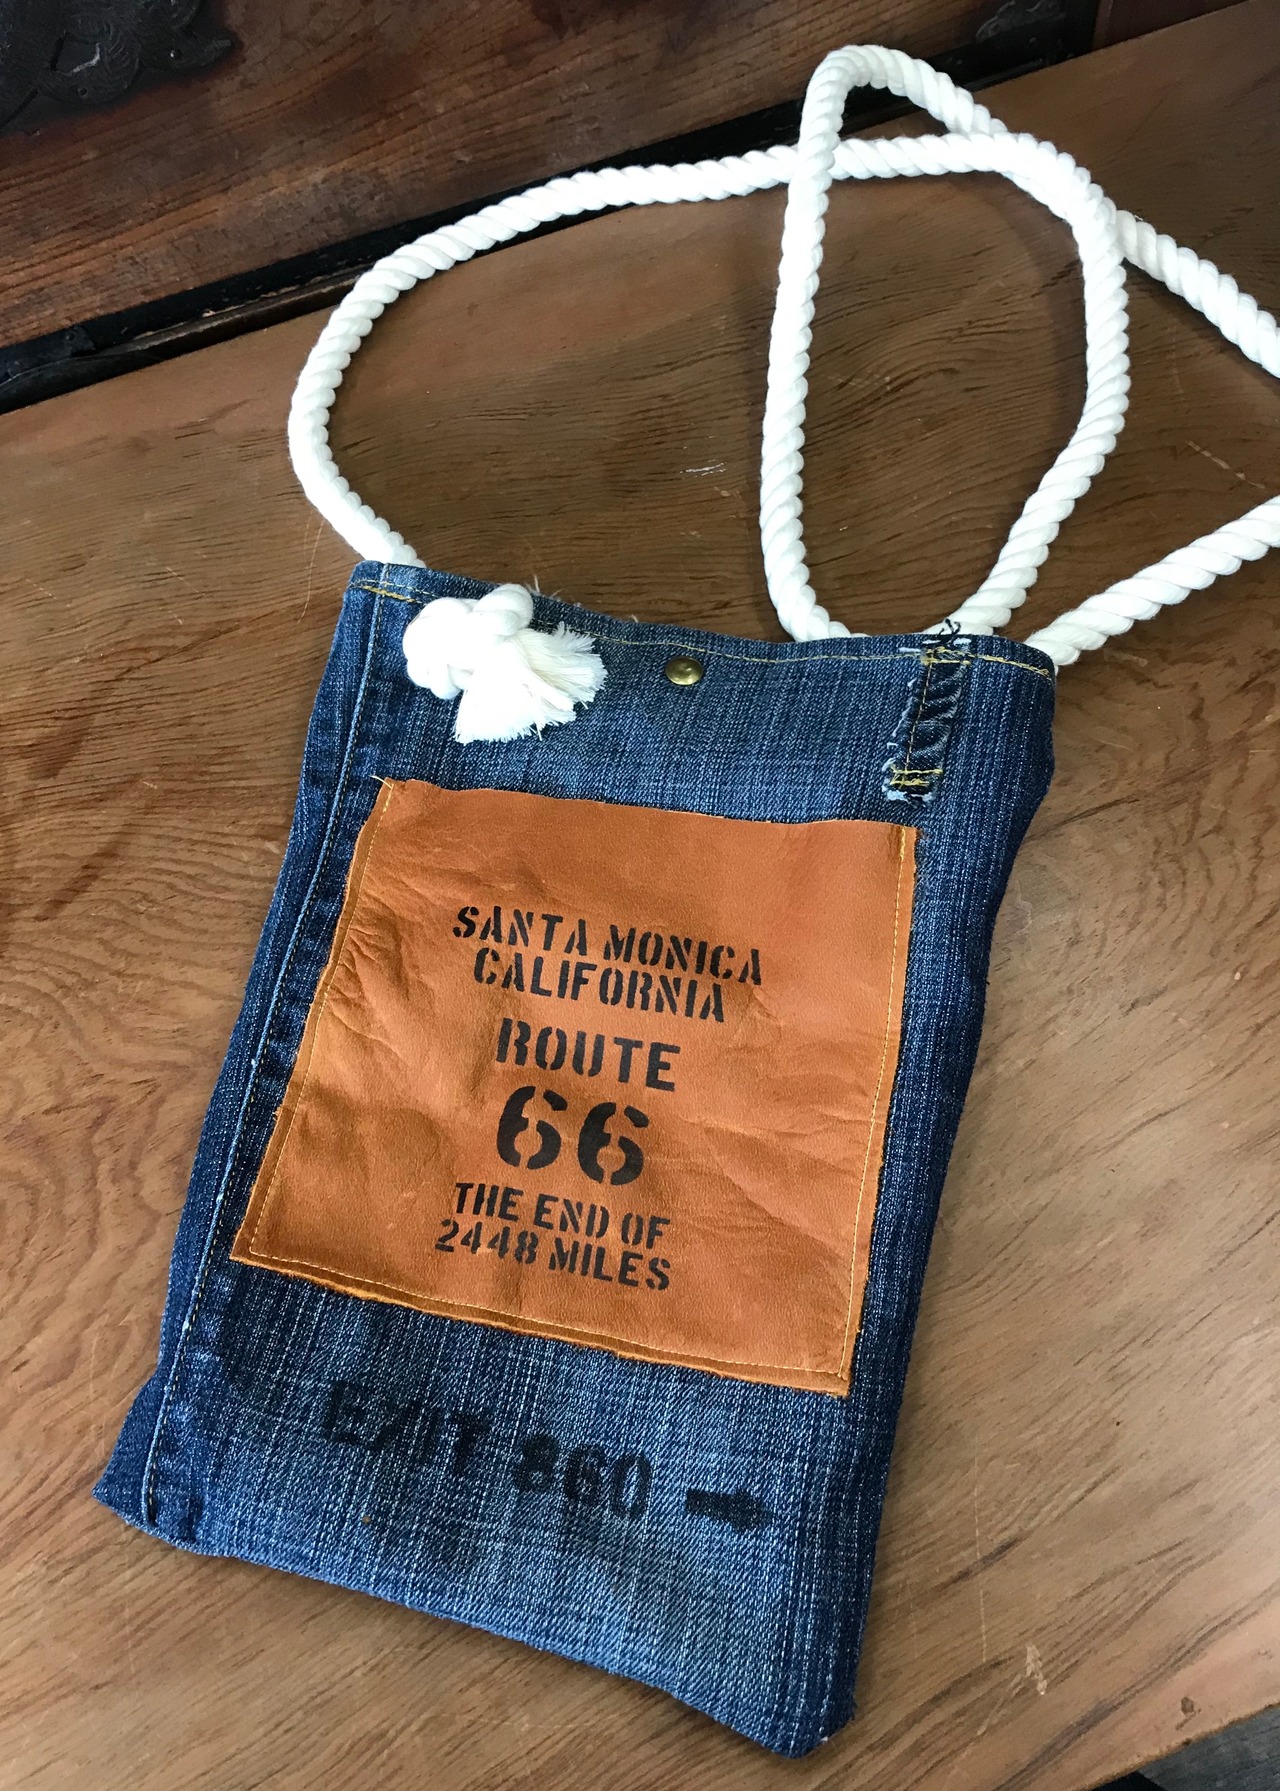 SANTA MONICA
CALIFORNIA
ROUTE
66
THE END OF
2448 MILES
EXIT 860